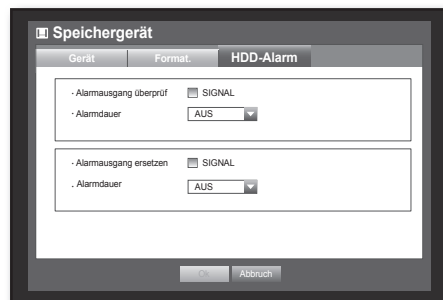 Speichergerät
Gerät Format. HDD-Alarm
· Alarmausgang überprüf SIGNAL
· Alarmdauer AUS
· Alarmausgang ersetzen SIGNAL
. Alarmdauer AUS
Ok Abbruch